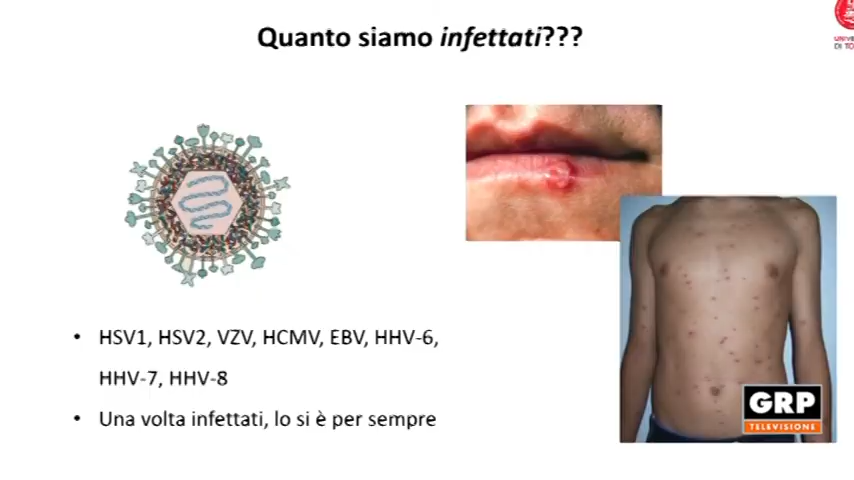 Quanto siamo infettati???
HSV1, HSV2, VZV, HCMV, EBV, HHV-6,
HHV-7, HHV-8
Una volta infettati, lo si è per sempre
GRP
TELEVISIONE